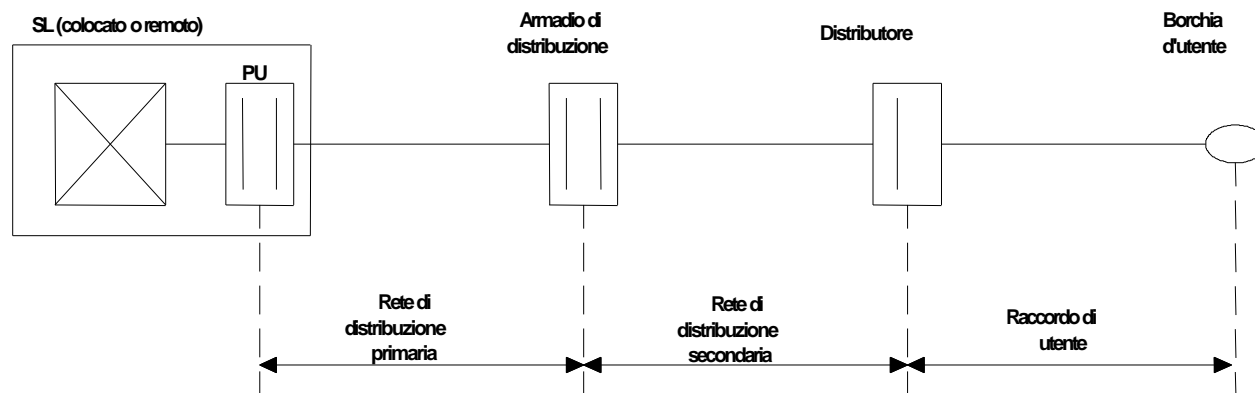 SL (colocato o remoto)
PU
Armadio di
distribuzione
Distributore
Borchia
d'utente
Rete di
distribuzione
primaria
Rete di
distribuzione
secondaria
Raccordo di
utente